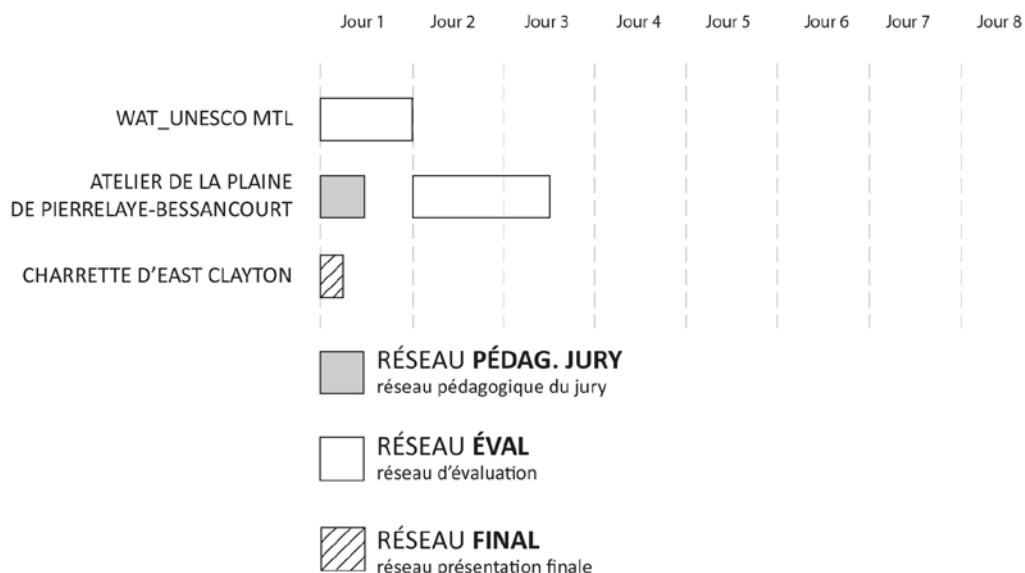 Jour 1 Jour 2 Jour 3 Jour 4 Jour 5 Jour 6 Jour 7 Jour 8
WAT_UNESCO MTL
ATELIER DE LA PLAINE
DE PIERRELAYE-BESSANCOURT
CHARRETTE D'EAST CLAYTON
RÉSEAU PÉDAG. JURY
réseau pédagogique du jury
RÉSEAU ÉVAL
réseau d'évaluation
RÉSEAU FINAL
réseau présentation finale